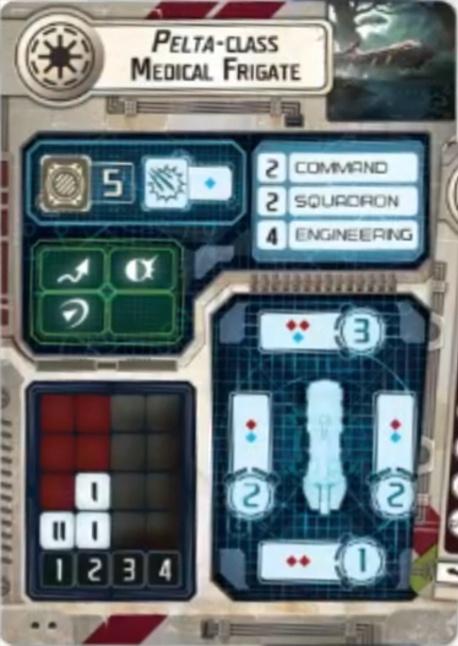 PELTA-CLASS
MEDICAL FRIGATE
5
2 COMMAND
2 SQUADRON
4 ENGINEERING
3
I
2 2
II I
1 2 3 4
1